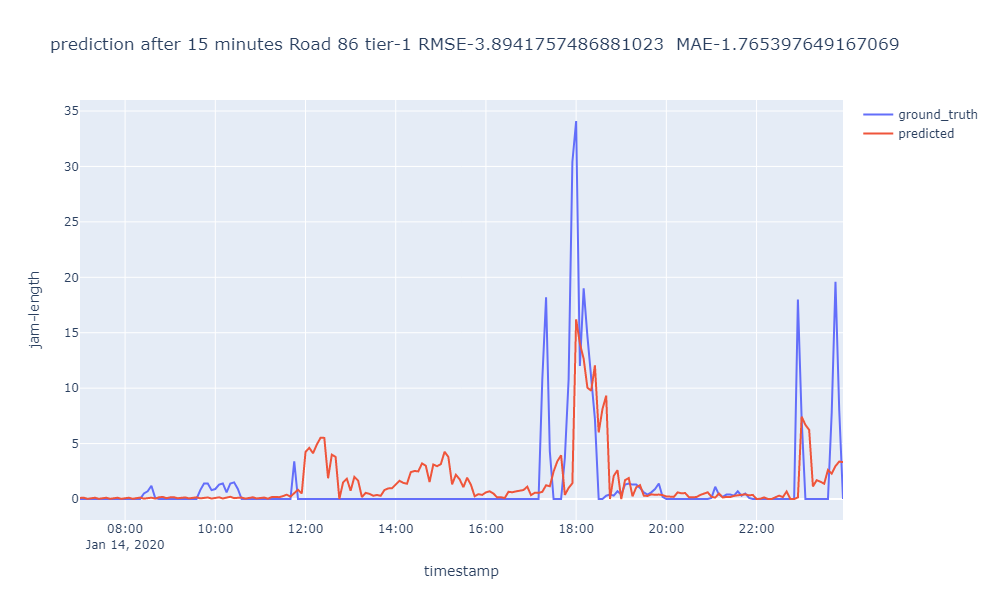 prediction after 15 minutes Road 86 tier-1 RMSE-3.8941757486881023  MAE-1.765397649167069
ground_truth
predicted
35
30
25
20
15
10
5
0
jam-length
08:00 10:00 12:00 14:00 16:00 18:00 20:00 22:00
Jan 14, 2020
timestamp